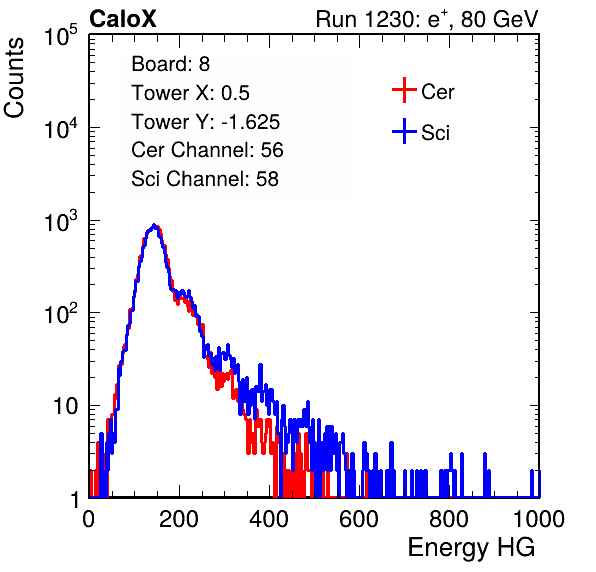 CaloX Run 1230: e+, 80 GeV
Counts
Board: 8
Tower X: 0.5
Tower Y: -1.625
Cer Channel: 56
Sci Channel: 58
Cer
Sci
10^5
10^4
10^3
10^2
10
1
0 200 400 600 800 1000
Energy HG